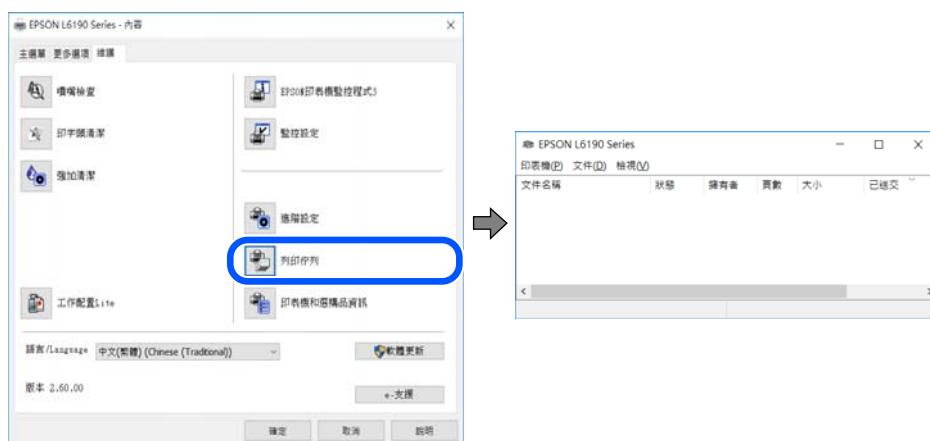 EPSON L6190 Series - 內容
主選單 更多選項 維護
噴嘴檢查
印字頭清潔
強加清潔
工作配置Lite
EPSON印表機監控程式3
監控設定
進階設定
列印佇列
印表機和選購品資訊
語言/Language 中文(繁體) (Chinese (Traditional))
軟體更新
版本 2.60.00
e-支援
確定 取消 說明
EPSON L6190 Series
印表機(P) 文件(D) 檢視(V)
文件名稱 狀態 擁有者 頁數 大小 已送交